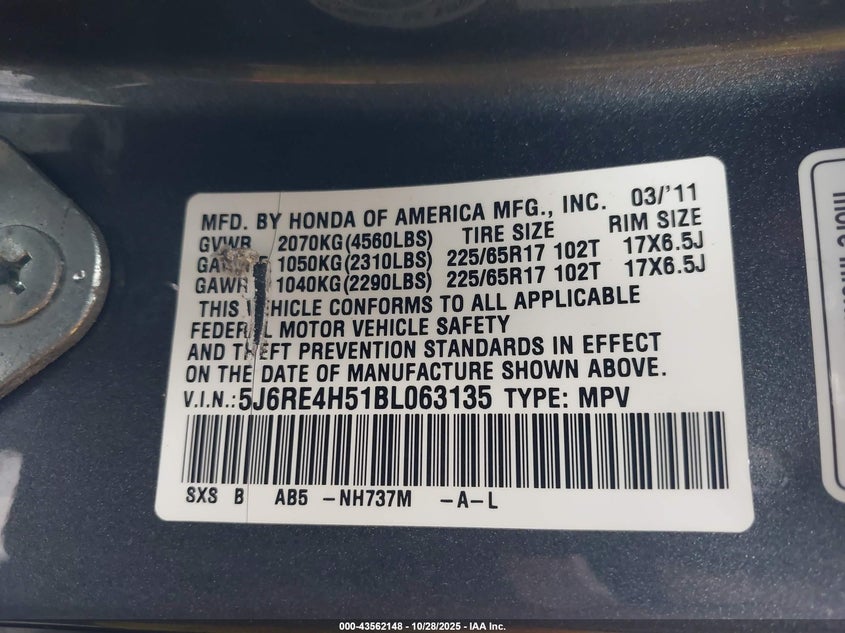 MFD. BY HONDA OF AMERICA MFG., INC. 03/'11
GVWR 2070KG(4560LBS) TIRE SIZE RIM SIZE
1050KG(2310LBS) 225/65R17 102T 17X6.5J
GAWR 1040KG(2290LBS) 225/65R17 102T 17X6.5J
THIS VEHICLE CONFORMS TO ALL APPLICABLE
FEDERAL MOTOR VEHICLE SAFETY
AND THEFT PREVENTION STANDARDS IN EFFECT
ON THE DATE OF MANUFACTURE SHOWN ABOVE.
V.I.N.:5J6RE4H51BL063135 TYPE: MPV
SXS B AB5 -NH737M -A-L
more
000-43562148 - 10/28/2025 - IAA Inc.